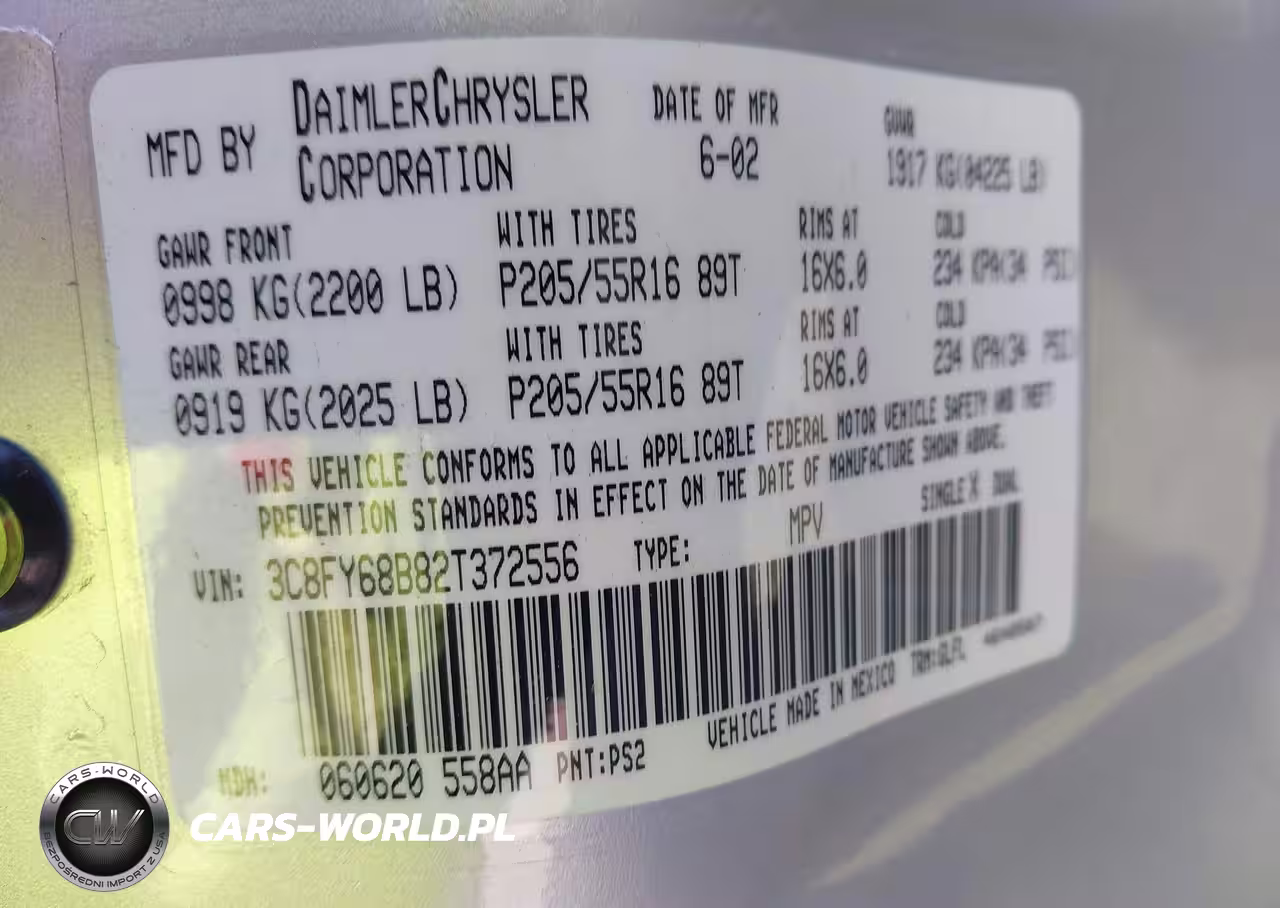 MFD BY DAIMLERCHRYSLER CORPORATION DATE OF MFR 6-02 GVWR 1917 KG(04225 LB)
GAWR FRONT WITH TIRES RIMS AT COLD
0998 KG(2200 LB) P205/55R16 89T 16X6.0 234 KPA(34 PSI)
GAWR REAR WITH TIRES RIMS AT COLD
0919 KG(2025 LB) P205/55R16 89T 16X6.0 234 KPA(34 PSI)
THIS VEHICLE CONFORMS TO ALL APPLICABLE FEDERAL MOTOR VEHICLE SAFETY AND THEFT
PREVENTION STANDARDS IN EFFECT ON THE DATE OF MANUFACTURE SHOWN ABOVE.
VIN: 3C8FY68B82T372556 TYPE: MPV SINGLE X DUAL
MDH: 060620 558AA PNT:PS2 VEHICLE MADE IN MEXICO
CARS-WORLD
CW
BEZPOŚREDNI IMPORT Z USA
CARS-WORLD.PL